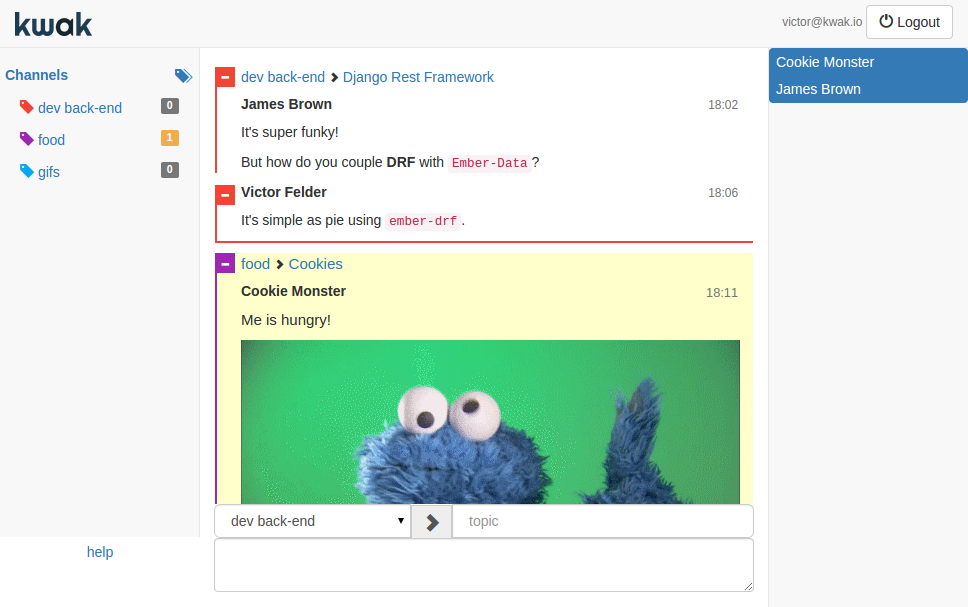 kwak
victor@kwak.io
Logout
Channels
dev back-end 0
food 1
gifs 0
help
dev back-end > Django Rest Framework
James Brown 18:02
It's super funky!
But how do you couple DRF with Ember-Data?
Victor Felder 18:06
It's simple as pie using ember-drf.
food > Cookies
Cookie Monster 18:11
Me is hungry!
dev back-end
topic
Cookie Monster
James Brown